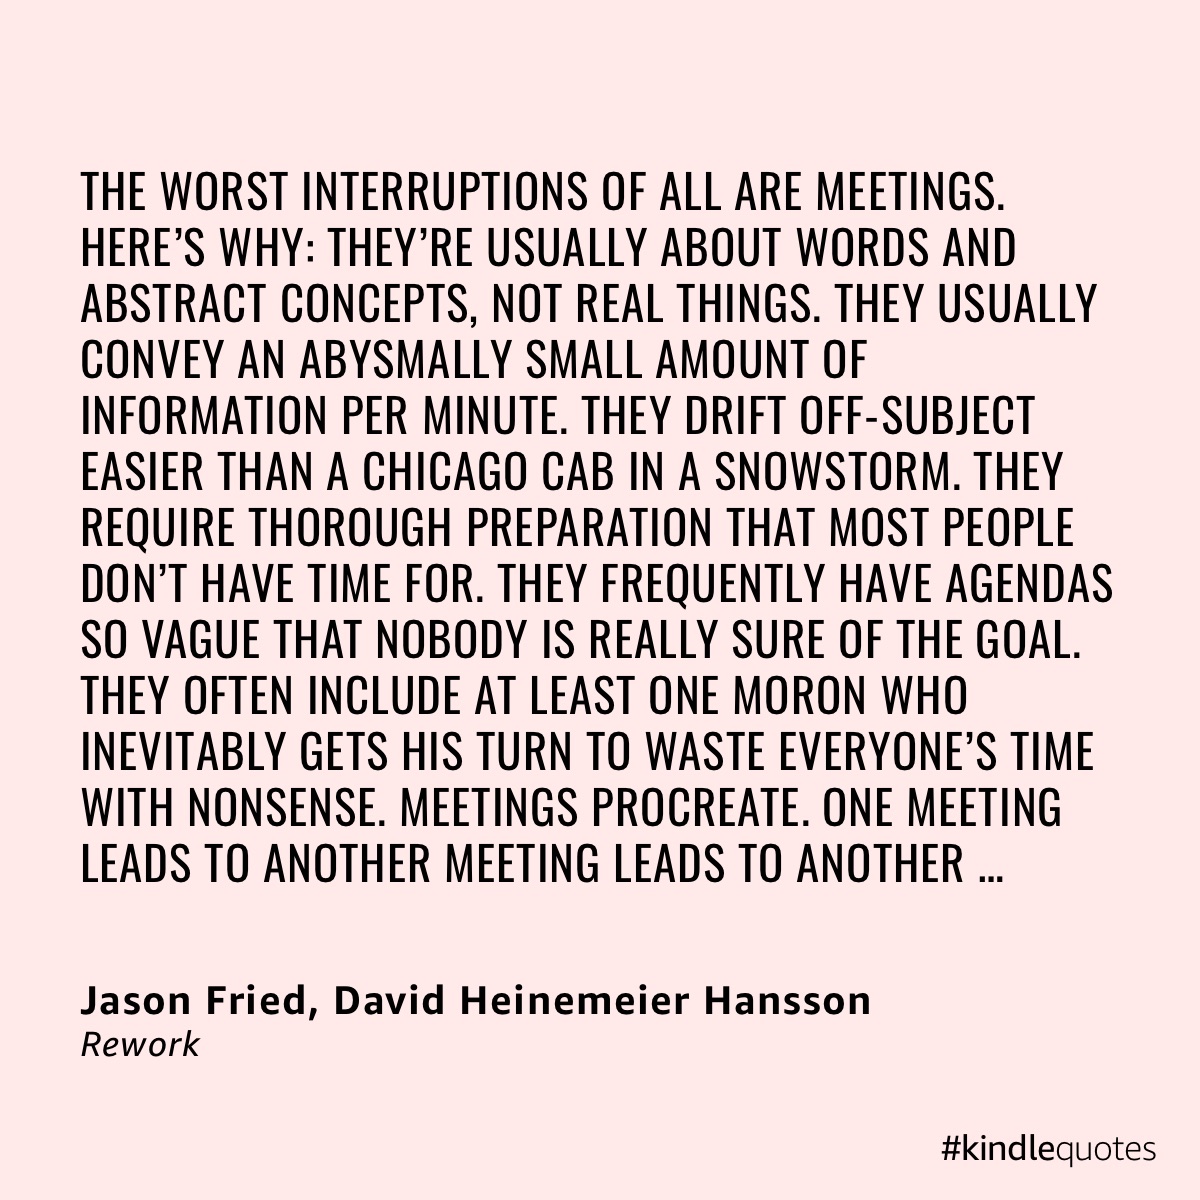 THE WORST INTERRUPTIONS OF ALL ARE MEETINGS.
HERE’S WHY: THEY’RE USUALLY ABOUT WORDS AND
ABSTRACT CONCEPTS, NOT REAL THINGS. THEY USUALLY
CONVEY AN ABYSMALLY SMALL AMOUNT OF
INFORMATION PER MINUTE. THEY DRIFT OFF-SUBJECT
EASIER THAN A CHICAGO CAB IN A SNOWSTORM. THEY
REQUIRE THOROUGH PREPARATION THAT MOST PEOPLE
DON’T HAVE TIME FOR. THEY FREQUENTLY HAVE AGENDAS
SO VAGUE THAT NOBODY IS REALLY SURE OF THE GOAL.
THEY OFTEN INCLUDE AT LEAST ONE MORON WHO
INEVITABLY GETS HIS TURN TO WASTE EVERYONE’S TIME
WITH NONSENSE. MEETINGS PROCREATE. ONE MEETING
LEADS TO ANOTHER MEETING LEADS TO ANOTHER …
Jason Fried, David Heinemeier Hansson
Rework
#kindlequotes